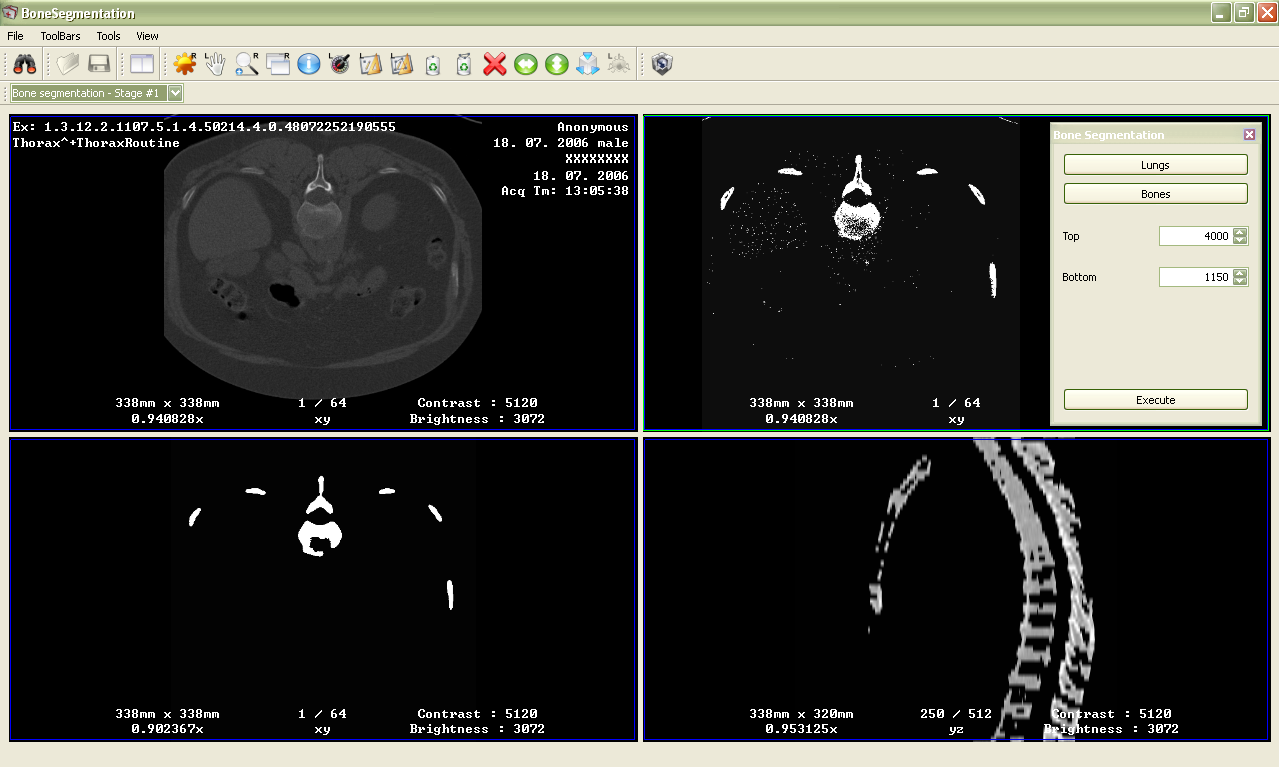 BoneSegmentation
File ToolBars Tools View
R L R R R L
Bone segmentation - Stage #1
Ex: 1.3.12.2.1107.5.1.4.50214.4.0.48072252190555
Thorax^+ThoraxRoutine
Anonymous
18. 07. 2006 male
XXXXXXXX
18. 07. 2006
Acq Tm: 13:05:38
338mm x 338mm 1 / 64 Contrast : 5120
0.940828x xy Brightness : 3072
338mm x 338mm 1 / 64
0.940828x xy
Bone Segmentation
Lungs
Bones
Top 4000
Bottom 1150
Execute
338mm x 338mm 1 / 64 Contrast : 5120
0.902367x xy Brightness : 3072
338mm x 320mm 250 / 512 Contrast : 5120
0.953125x yz Brightness : 3072